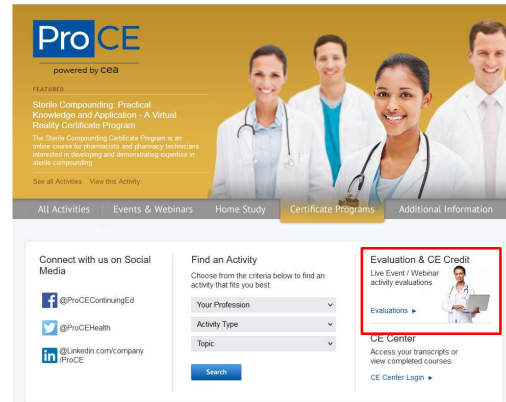 ProCE
powered by cea
FEATURED
Sterile Compounding: Practical
Knowledge and Application - A Virtual
Reality Certificate Program
The Sterile Compounding Certificate Program is an
online course for pharmacists and pharmacy technicians
interested in developing and demonstrating expertise in
sterile compounding.
See all Activities View this Activity
All Activities Events & Webinars Home Study Certificate Programs Additional Information
Connect with us on Social
Media
@ProCEContinuingEd
@ProCEHealth
@Linkedin.com/company
/ProCE
Find an Activity
Choose from the criteria below to find an
activity that fits you best.
Your Profession
Activity Type
Topic
Search
Evaluation & CE Credit
Live Event / Webinar
activity evaluations
Evaluations
CE Center
Access your transcripts or
view completed courses.
CE Center Login